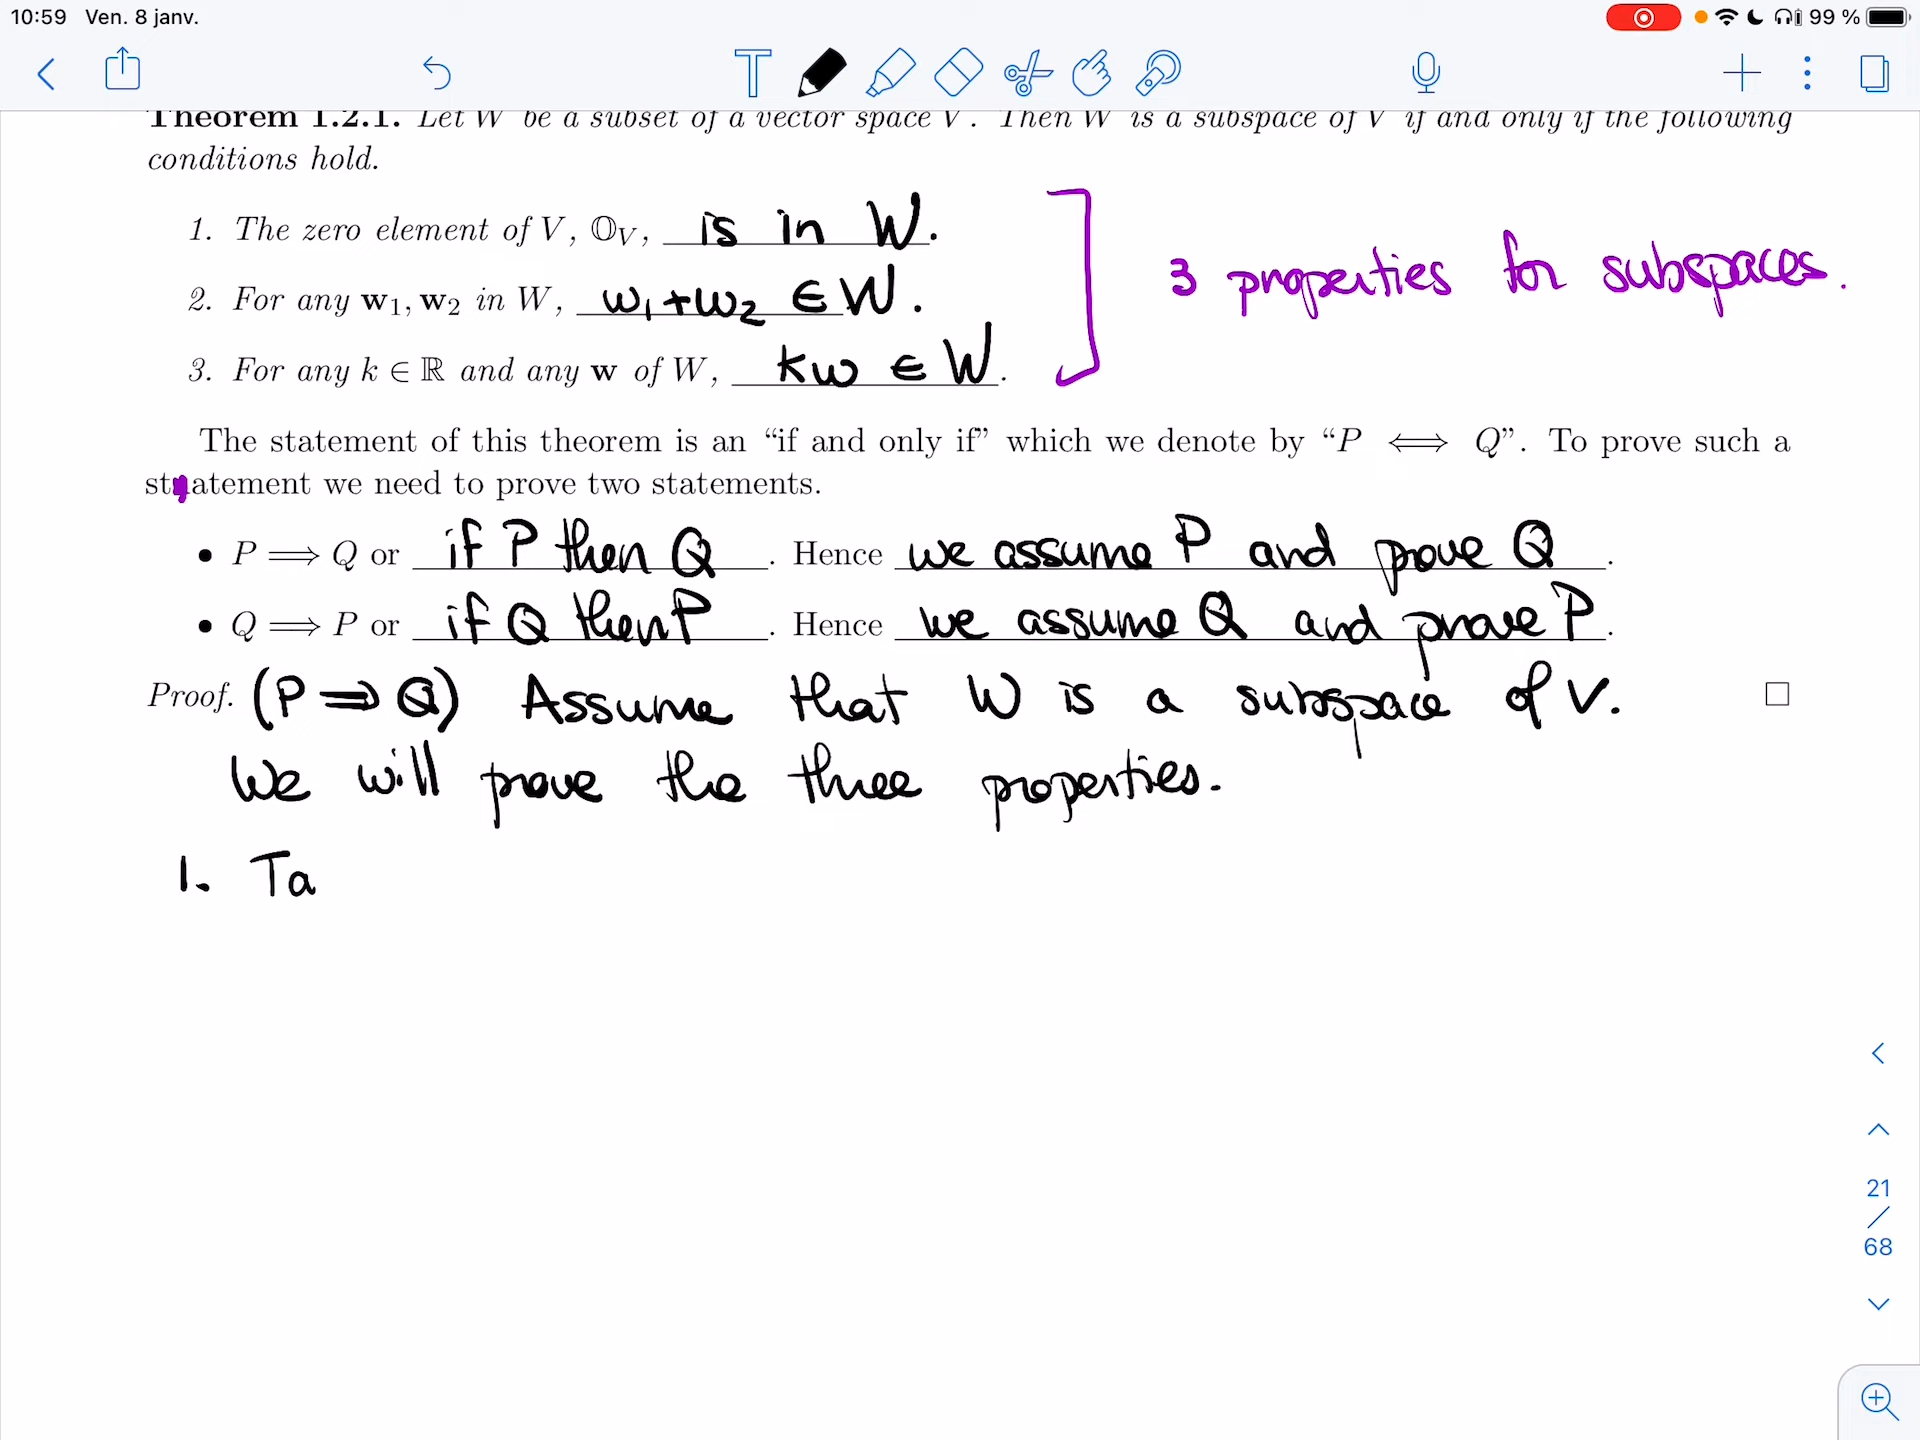 10:59 Ven. 8 janv. 99 %
Theorem 1.2.1. Let W be a subset of a vector space V. Then W is a subspace of V if and only if the following
conditions hold.
1. The zero element of V, 𝕆_V, is in W.
3 properties for subspaces.
2. For any w₁, w₂ in W, w₁+w₂ ∈ W.
3. For any k ∈ ℝ and any w of W, kw ∈ W.
The statement of this theorem is an “if and only if” which we denote by “P ⟺ Q”. To prove such a
statement we need to prove two statements.
• P ⟹ Q or if P then Q. Hence we assume P and prove Q.
• Q ⟹ P or if Q then P. Hence we assume Q and prove P.
Proof. (P ⟹ Q) Assume that W is a subspace of V. □
We will prove the three properties.
1. Ta
21
/
68